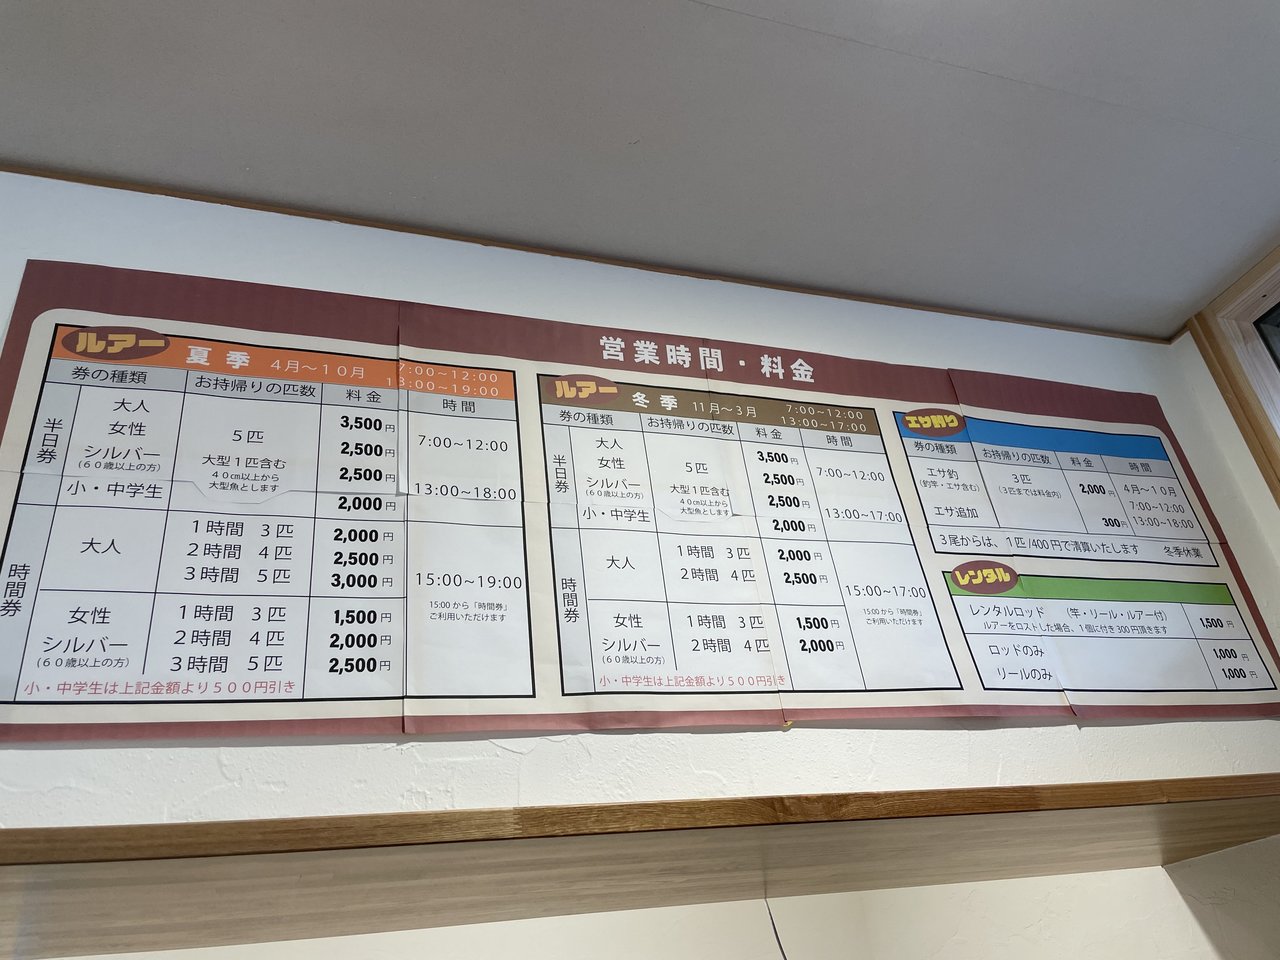 営業時間・料金
ルアー 夏季 4月～10月 7:00～12:00
13:00～19:00
券の種類 お持帰りの匹数 料金 時間
半日券
大人 3,500円
女性 2,500円
シルバー 2,500円
(60歳以上の方)
小・中学生 2,000円
5匹
大型1匹含む
40cm以上から
大型魚とします
7:00～12:00
13:00～18:00
時間券
大人
1時間 3匹 2,000円
2時間 4匹 2,500円
3時間 5匹 3,000円
女性
シルバー
(60歳以上の方)
1時間 3匹 1,500円
2時間 4匹 2,000円
3時間 5匹 2,500円
15:00～19:00
15:00から「時間券」
ご利用いただけます
小・中学生は上記金額より500円引き
ルアー 冬季 11月～3月 7:00～12:00
13:00～17:00
券の種類 お持帰りの匹数 料金 時間
半日券
大人 3,500円
女性 2,500円
シルバー 2,500円
(60歳以上の方)
小・中学生 2,000円
5匹
大型1匹含む
40cm以上から
大型魚とします
7:00～12:00
13:00～17:00
時間券
大人
1時間 3匹 2,000円
2時間 4匹 2,500円
女性
シルバー
(60歳以上の方)
1時間 3匹 1,500円
2時間 4匹 2,000円
15:00～17:00
15:00から「時間券」
ご利用いただけます
小・中学生は上記金額より500円引き
エサ釣り
券の種類 お持帰りの匹数 料金 時間
エサ釣 3匹 2,000円
(釣竿・エサ含む) (3匹までは料金内)
エサ追加 300円
4月～10月
7:00～12:00
13:00～18:00
3尾からは、1匹/400円で清算いたします 冬季休業
レンタル
レンタルロッド (竿・リール・ルアー付) 1,500円
ルアーをロストした場合、1個に付き300円頂きます
ロッドのみ 1,000円
リールのみ 1,000円